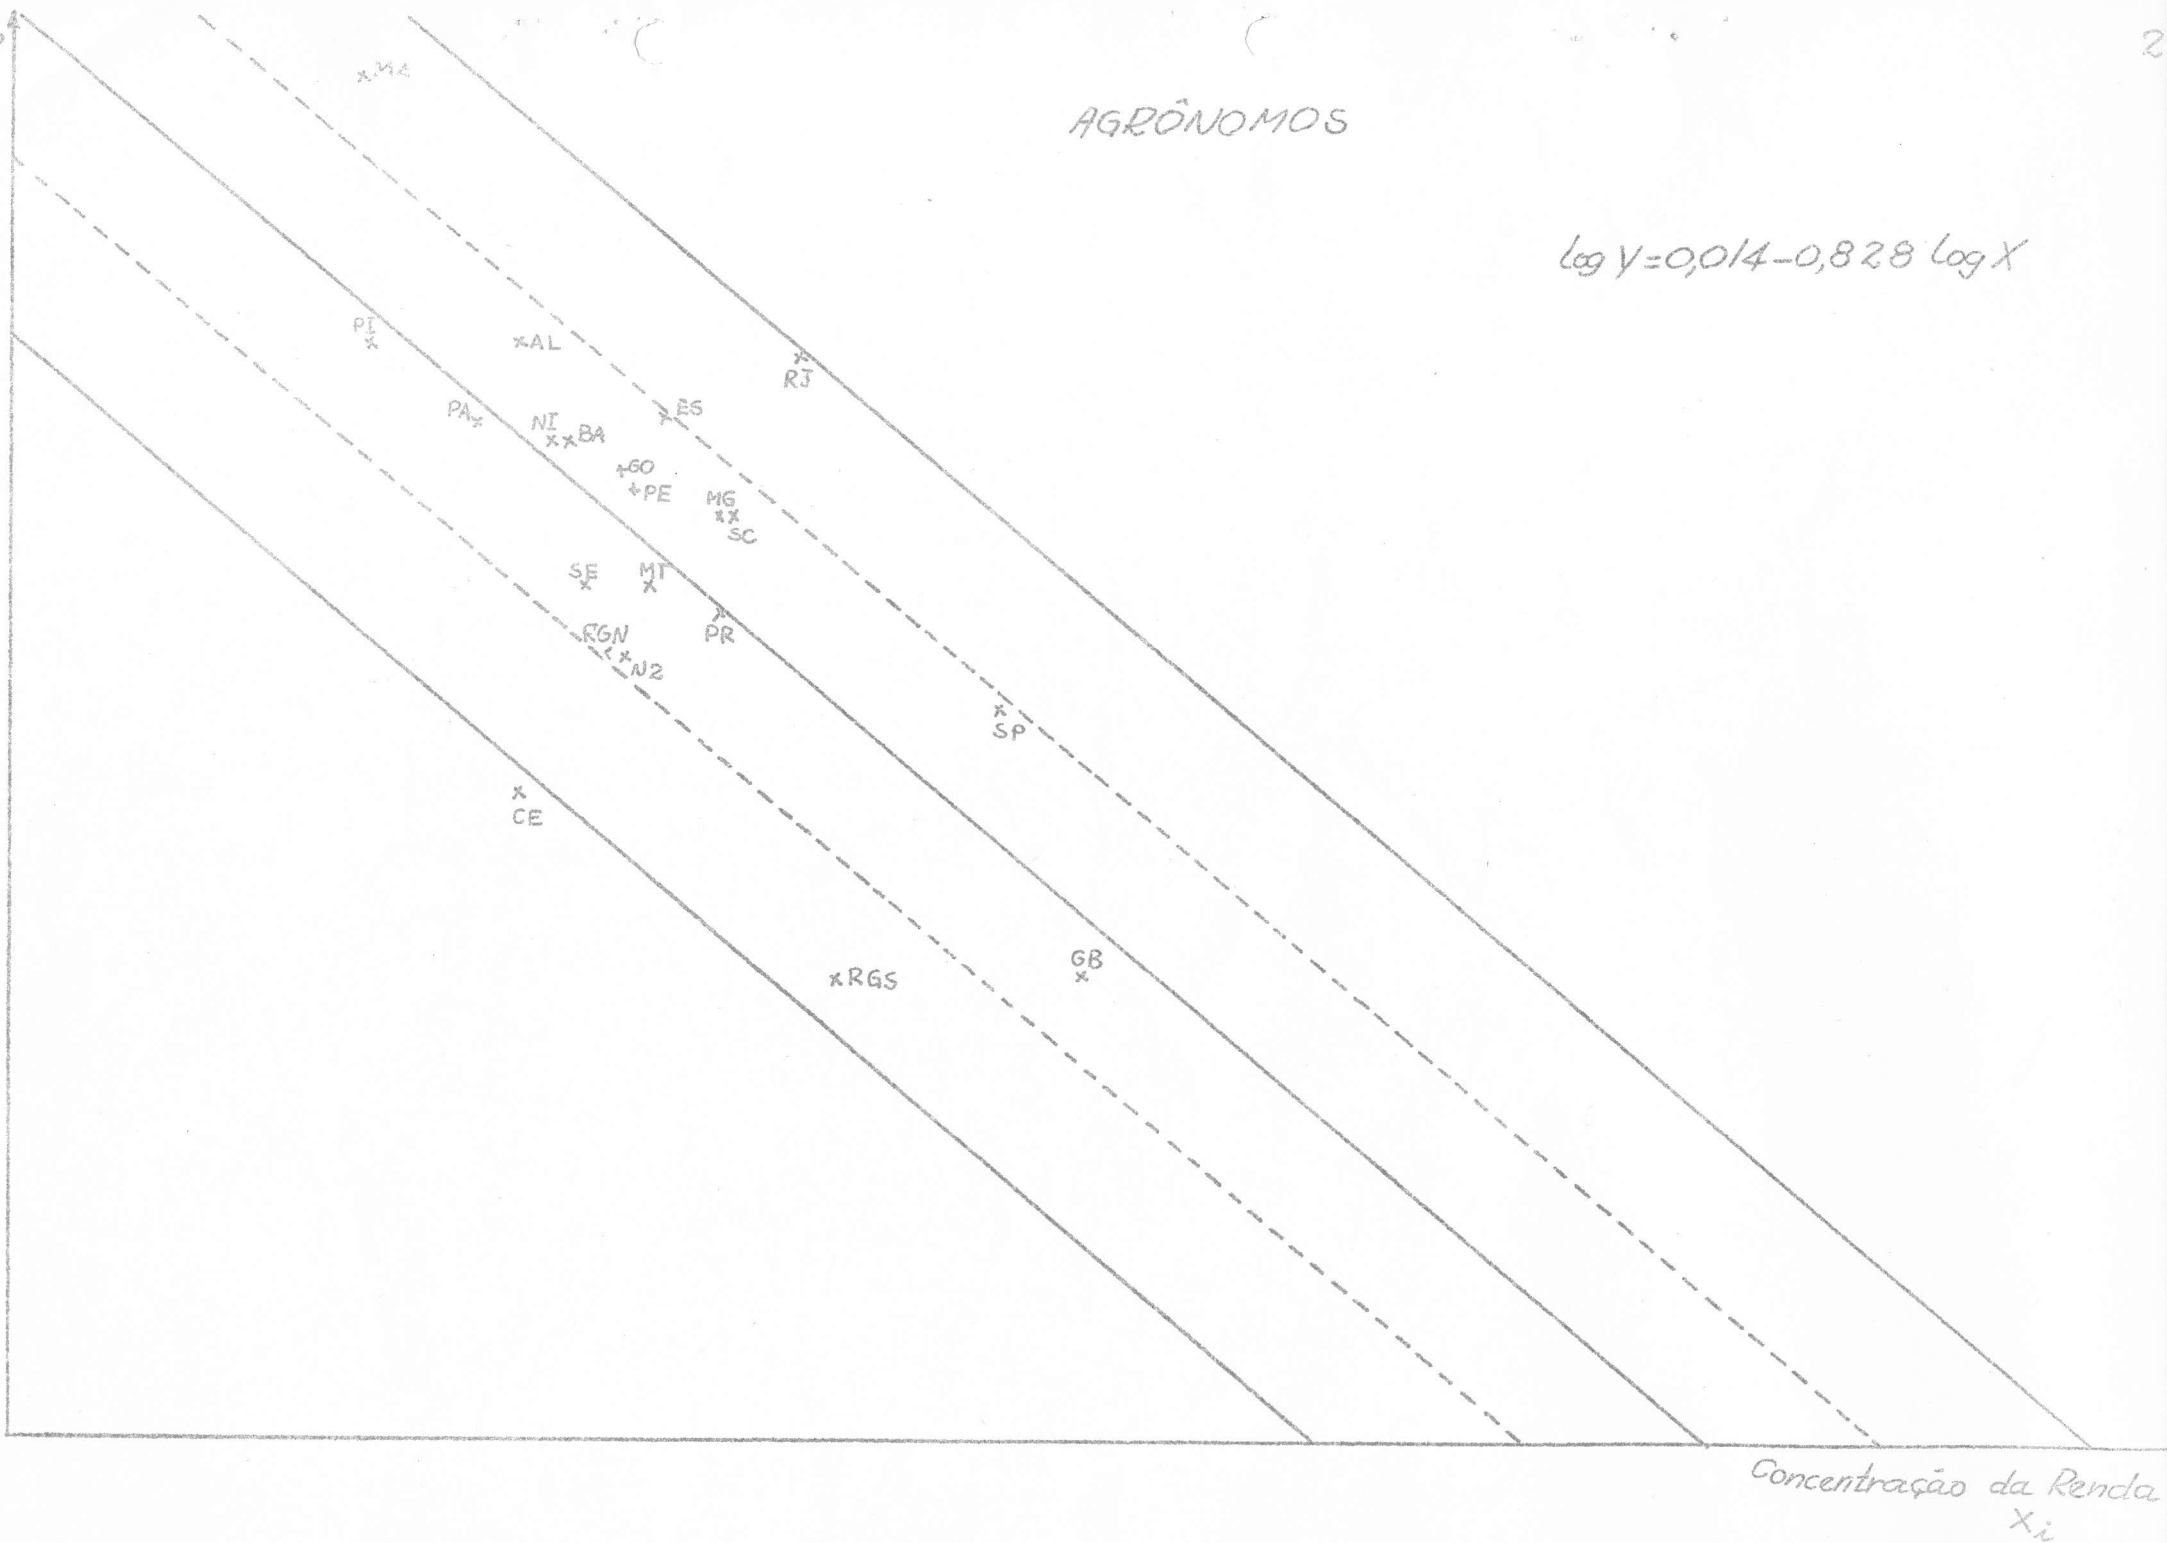 2
AGRÔNOMOS
log Y=0,014-0,828 log X
PI
AL
RJ
PA
NI
BA
ES
GO
PE
MG
SC
SE
MT
PR
RGN
N2
SP
CE
GB
RGS
Concentração da Renda
Xi